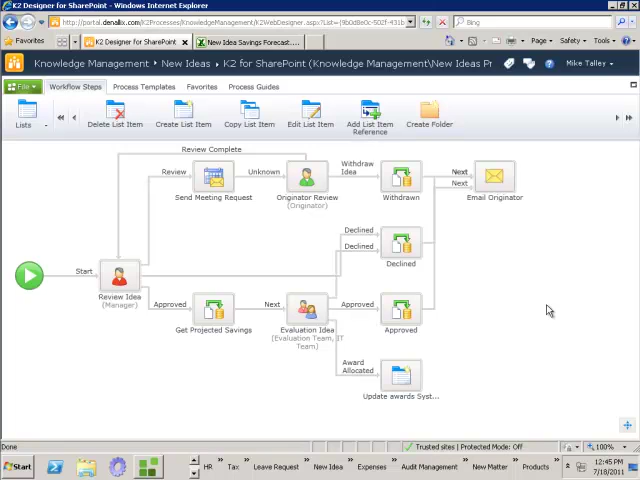 K2 Designer for SharePoint - Windows Internet Explorer
http://portal.denallix.com/K2Processes/KnowledgeManagement/K2WebDesigner.aspx?List={9b0d8e0c-502f-431b
Bing
Favorites
K2 Designer for SharePoint
New Idea Savings Forecast....
Page
Safety
Tools
Knowledge Management > New Ideas > K2 for SharePoint (Knowledge Management\New Ideas Pr
Mike Talley
File
Workflow Steps
Process Templates
Favorites
Process Guides
Lists
Delete List Item
Create List Item
Copy List Item
Edit List Item
Add List Item
Reference
Create Folder
Review Complete
Review
Unknown
Withdraw
Idea
Next
Next
Send Meeting Request
Originator Review
(Originator)
Withdrawn
Email Originator
Declined
Declined
Declined
Start
Review Idea
(Manager)
Approved
Next
Approved
Get Projected Savings
Evaluation Idea
(Evaluation Team, IT
Team)
Approved
Award
Allocated
Update awards Syst...
Done
Trusted sites | Protected Mode: Off
100%
Start
HR
Tax
Leave Request
New Idea
Expenses
Audit Management
New Matter
Products
12:45 PM
7/18/2011